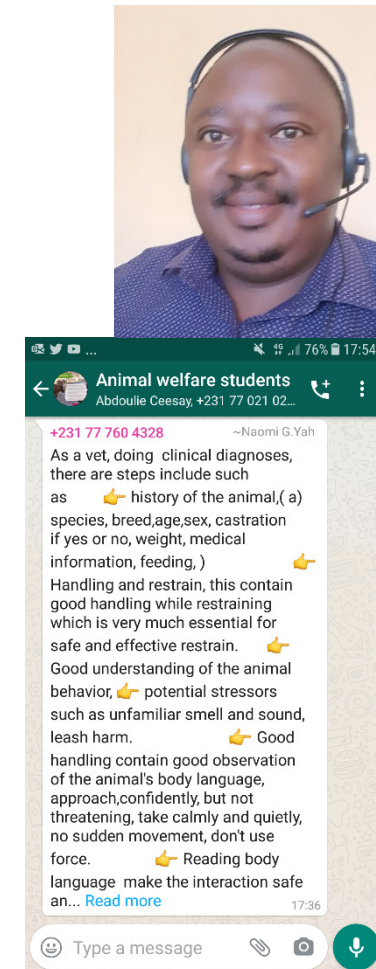 ... 4G 76% 17:54
Animal welfare students
Abdoulie Ceesay, +231 77 021 02...
+231 77 760 4328 ~Naomi G.Yah
As a vet, doing  clinical diagnoses,
there are steps include such
as 👉 history of the animal,( a)
species, breed,age,sex, castration
if yes or no, weight, medical
information, feeding, ) 👉
Handling and restrain, this contain
good handling while restraining
which is very much essential for
safe and effective restrain. 👉
Good understanding of the animal
behavior, 👉 potential stressors
such as unfamiliar smell and sound,
leash harm. 👉 Good
handling contain good observation
of the animal's body language,
approach,confidently, but not
threatening, take calmly and quietly,
no sudden movement, don't use
force. 👉 Reading body
language  make the interaction safe
an... Read more
17:36
Type a message